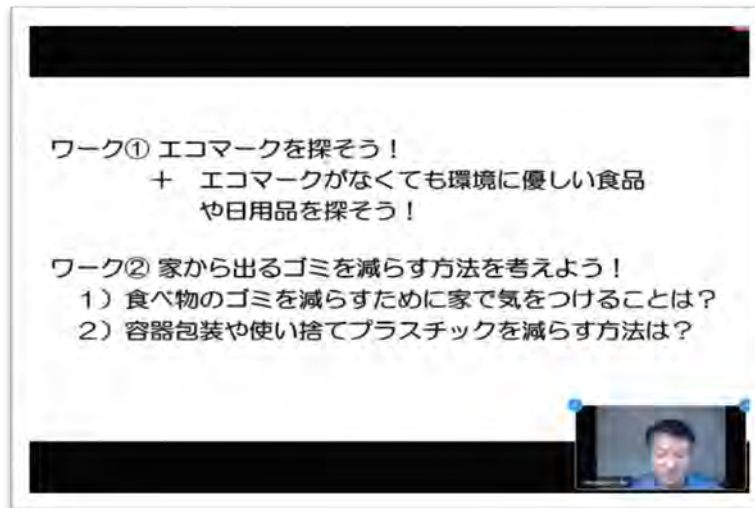 ワーク① エコマークを探そう！
＋ エコマークがなくても環境に優しい食品
や日用品を探そう！
ワーク② 家から出るゴミを減らす方法を考えよう！
１）食べ物のゴミを減らすために家で気をつけることは？
２）容器包装や使い捨てプラスチックを減らす方法は？